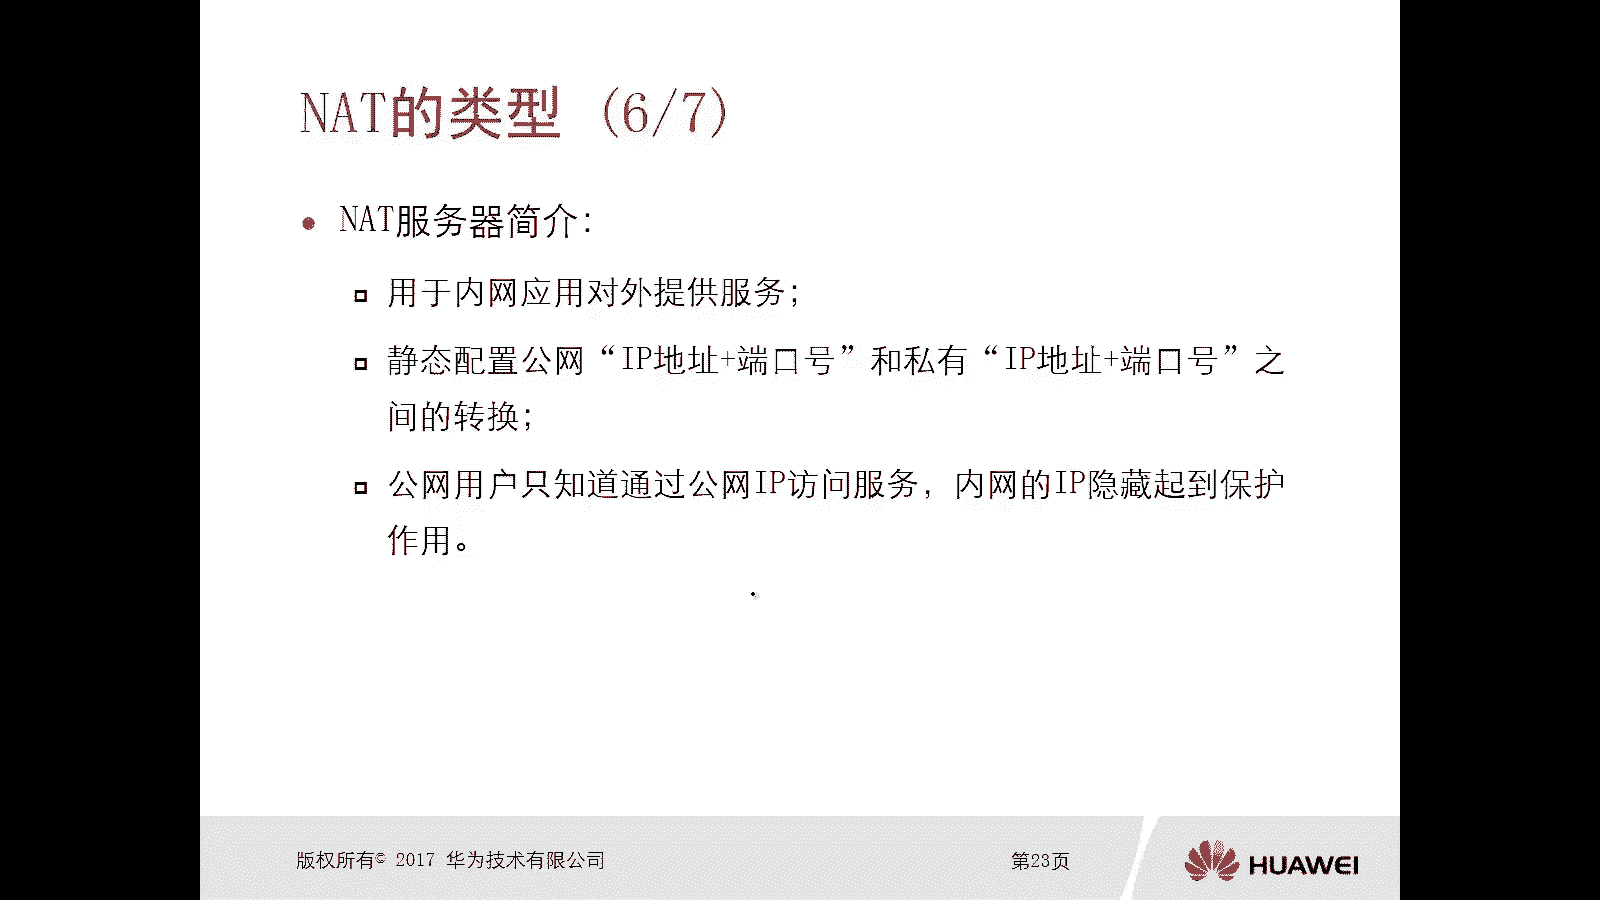 NAT的类型 (6/7)
NAT服务器简介：
用于内网应用对外提供服务；
静态配置公网“IP地址+端口号”和私有“IP地址+端口号”之
间的转换；
公网用户只知道通过公网IP访问服务，内网的IP隐藏起到保护
作用。
版权所有© 2017 华为技术有限公司
第23页
HUAWEI